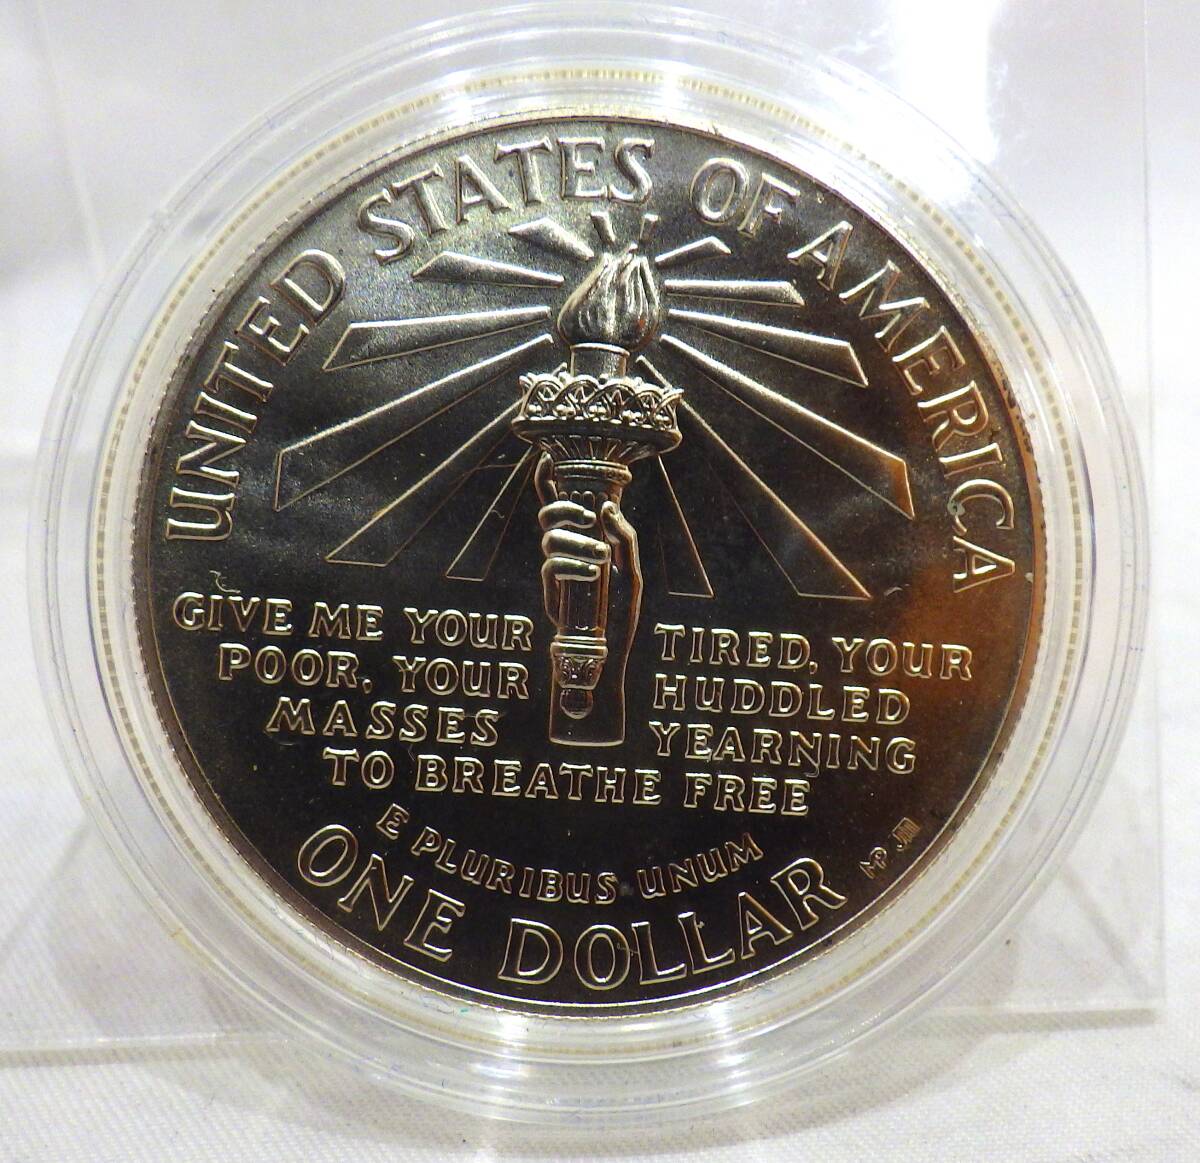 UNITED STATES OF AMERICA
GIVE ME YOUR TIRED, YOUR
POOR, YOUR HUDDLED
MASSES YEARNING
TO BREATHE FREE
E PLURIBUS UNUM
ONE DOLLAR
MP